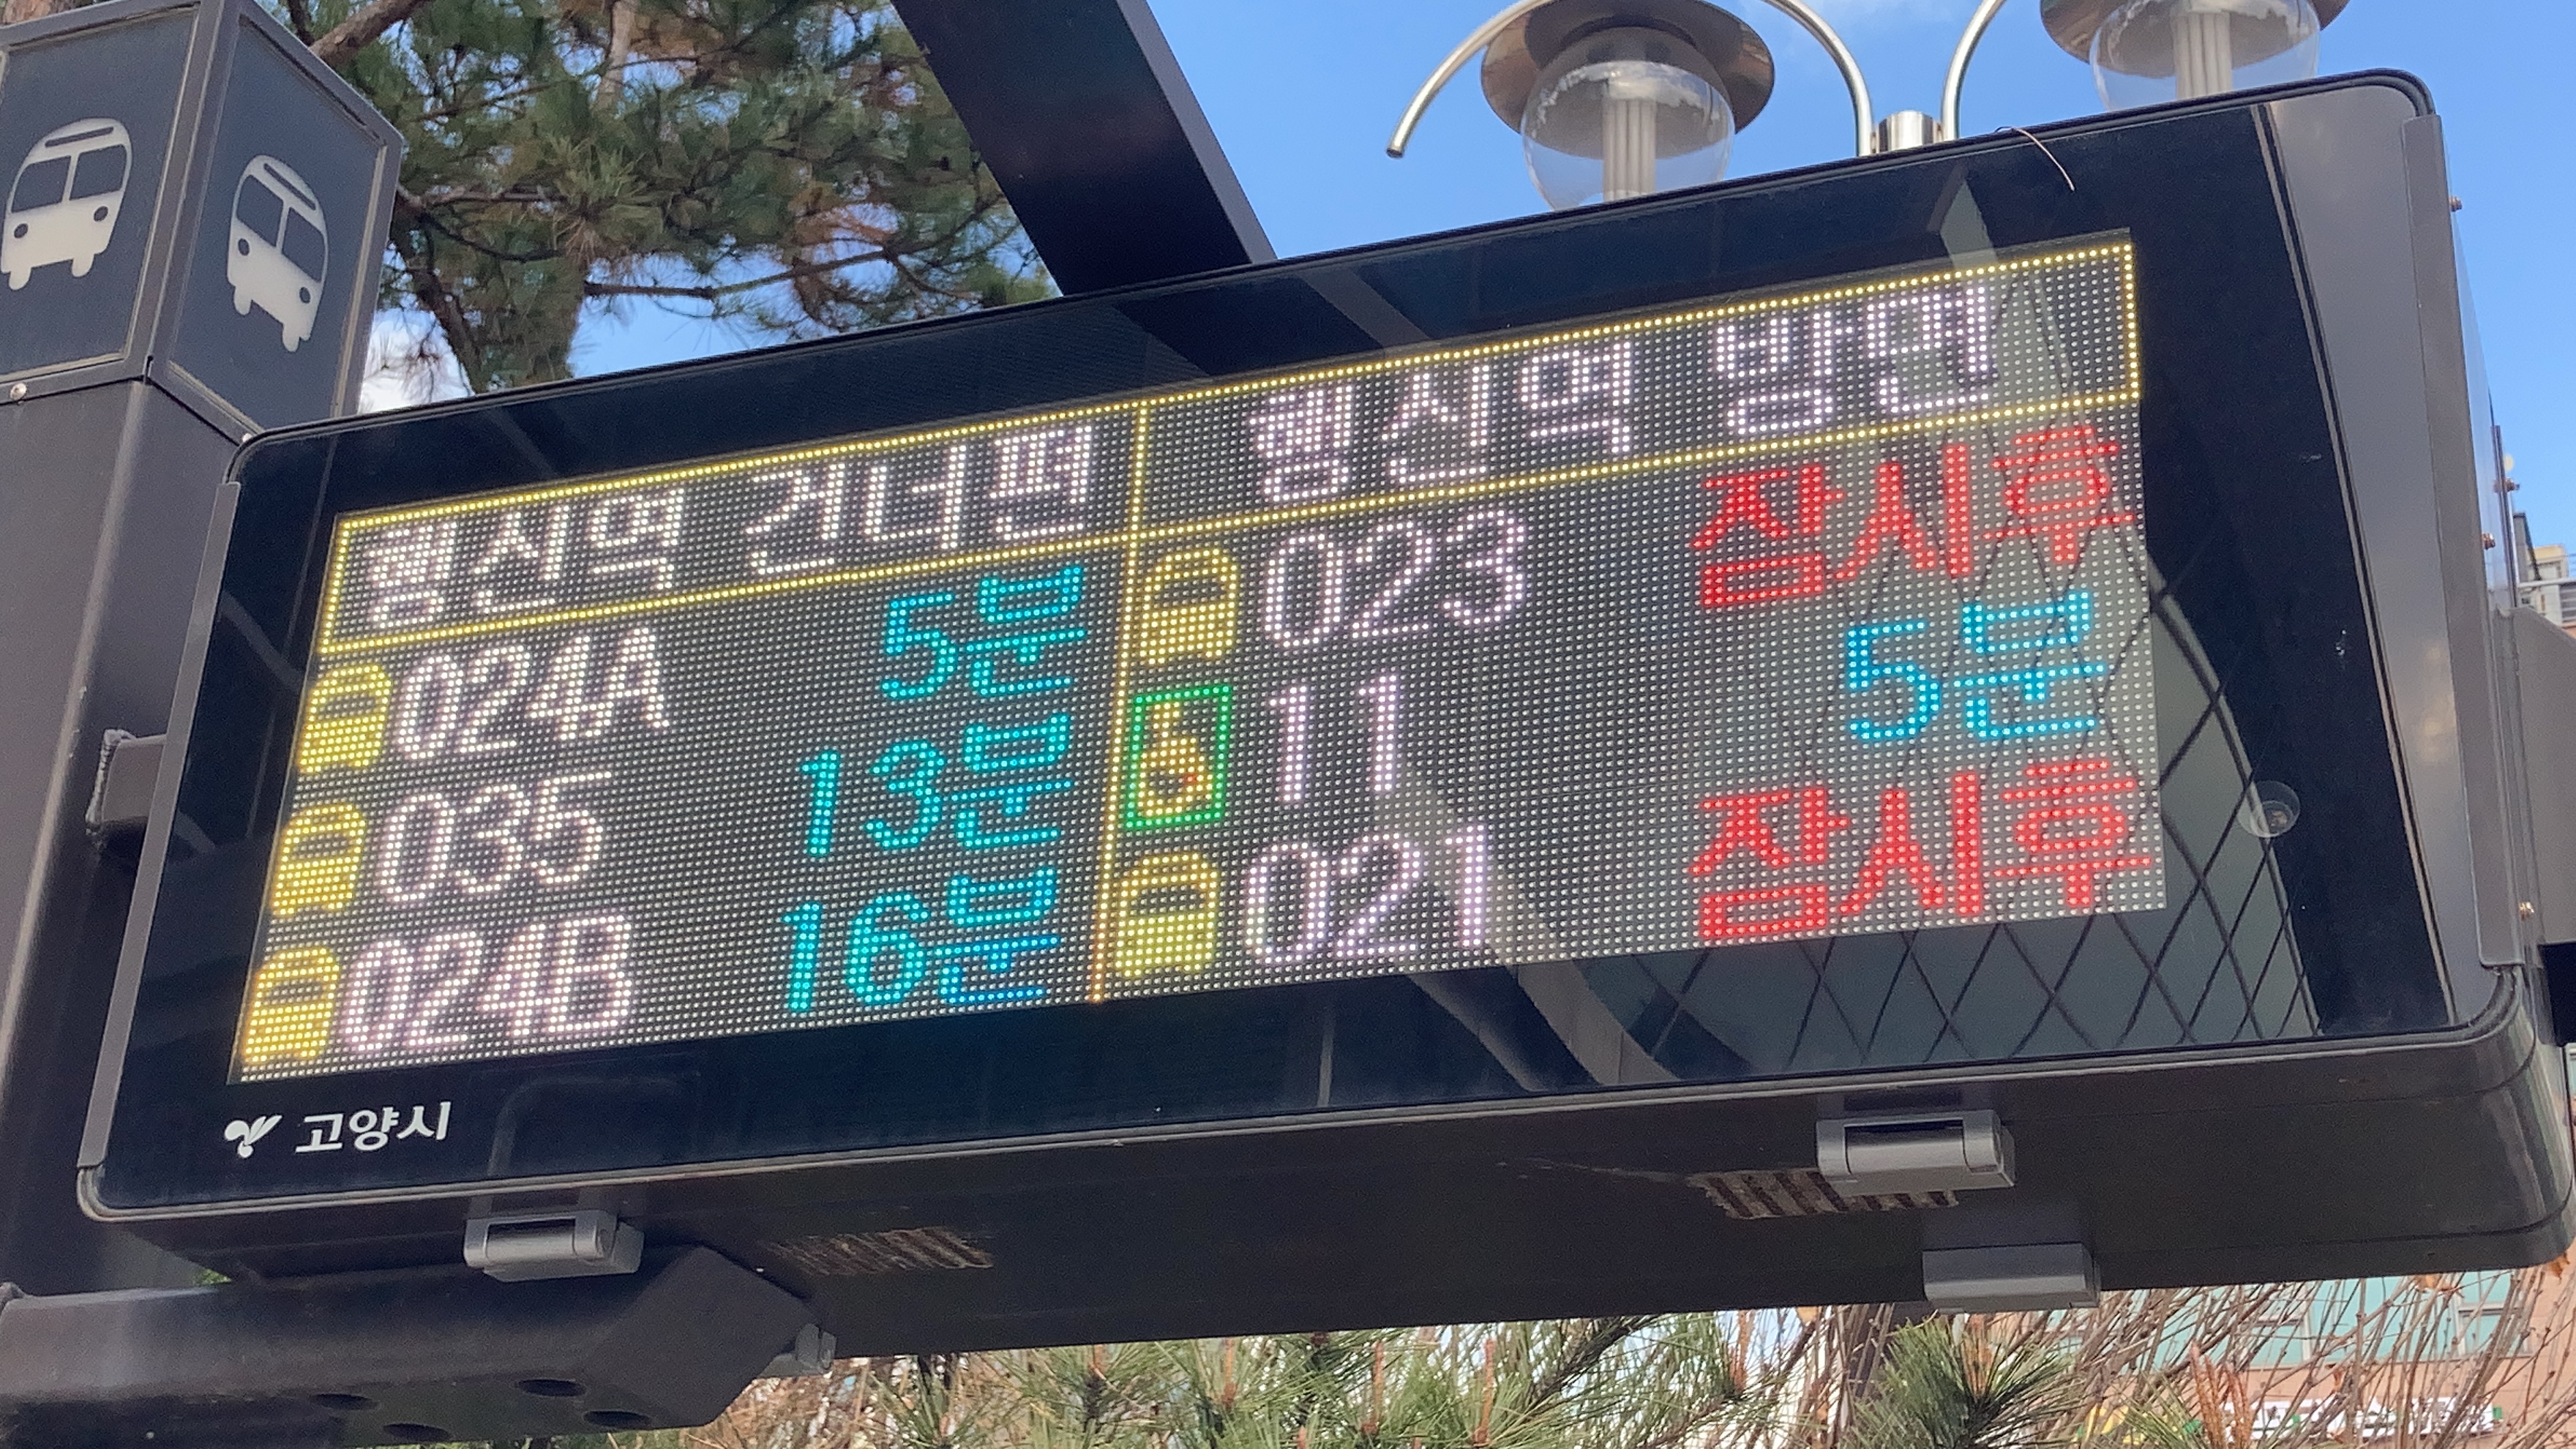 행신역 건너편
024A 5분
035 13분
024B 16분
행신역 방면
023 잠시후
11 5분
021 잠시후
고양시